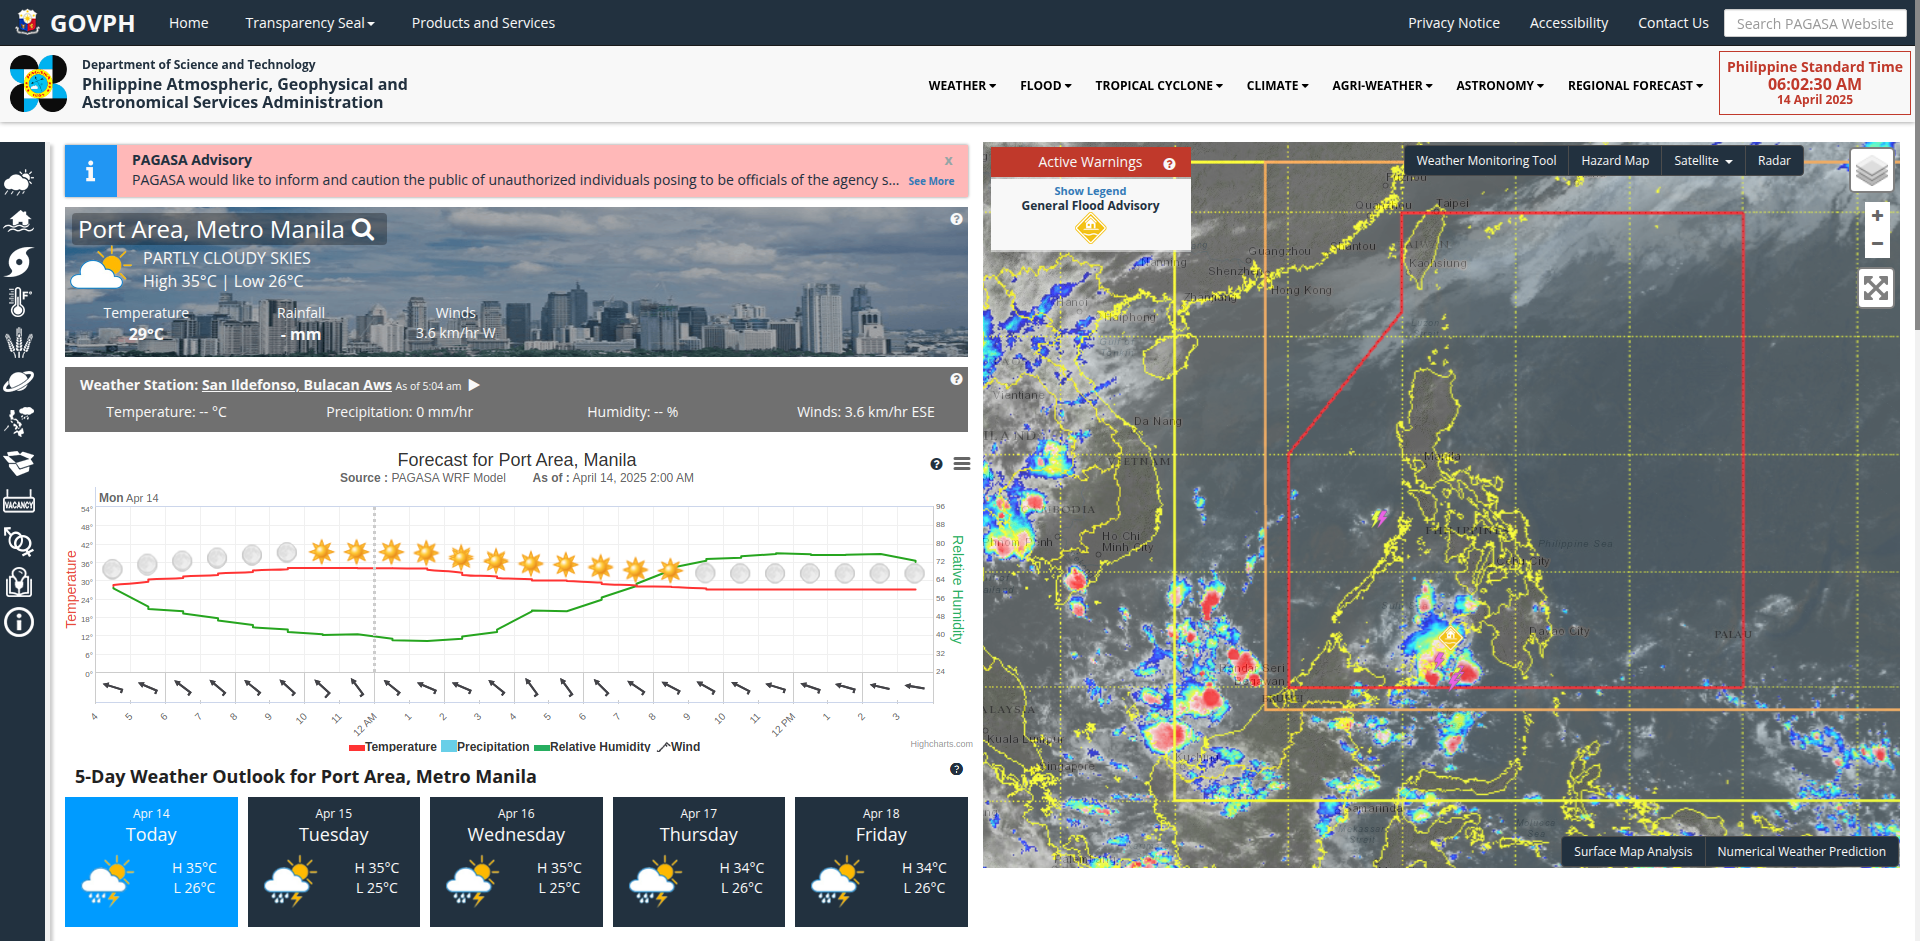 GOVPH
Home
Transparency Seal
Products and Services
Privacy Notice
Accessibility
Contact Us
Search PAGASA Website
Department of Science and Technology
Philippine Atmospheric, Geophysical and
Astronomical Services Administration
WEATHER
FLOOD
TROPICAL CYCLONE
CLIMATE
AGRI-WEATHER
ASTRONOMY
REGIONAL FORECAST
Philippine Standard Time
06:02:30 AM
14 April 2025
VACANCY
PAGASA Advisory
x
PAGASA would like to inform and caution the public of unauthorized individuals posing to be officials of the agency s... See More
Port Area, Metro Manila
PARTLY CLOUDY SKIES
High 35°C | Low 26°C
Temperature
29°C
Rainfall
- mm
Winds
3.6 km/hr W
Weather Station: San Ildefonso, Bulacan Aws As of 5:04 am
Temperature: -- °C
Precipitation: 0 mm/hr
Humidity: -- %
Winds: 3.6 km/hr ESE
Forecast for Port Area, Manila
Source : PAGASA WRF Model As of : April 14, 2025 2:00 AM
Mon Apr 14
Temperature
54°
48°
42°
36°
30°
24°
18°
12°
6°
0°
96
88
80
72
64
56
48
40
32
24
Relative Humidity
4
5
6
7
8
9
10
11
12 AM
1
2
3
4
5
6
7
8
9
10
11
12 PM
1
2
3
Temperature
Precipitation
Relative Humidity
Wind
Highcharts.com
5-Day Weather Outlook for Port Area, Metro Manila
Apr 14
Today
H 35°C
L 26°C
Apr 15
Tuesday
H 35°C
L 25°C
Apr 16
Wednesday
H 35°C
L 25°C
Apr 17
Thursday
H 34°C
L 26°C
Apr 18
Friday
H 34°C
L 26°C
Active Warnings
Show Legend
General Flood Advisory
Weather Monitoring Tool
Hazard Map
Satellite
Radar
+
−
Taipei
Guangzhou
Shantou
Kaohsiung
Shenzhen
Hong Kong
Haiphong
Vientiane
Da Nang
VIETNAM
Manila
Ho Chi
Minh City
Philippine Sea
Davao City
PALAU
Bandar Seri
Begawan
Kuala Lumpur
Singapore
Kuching
Samarinda
Surface Map Analysis
Numerical Weather Prediction